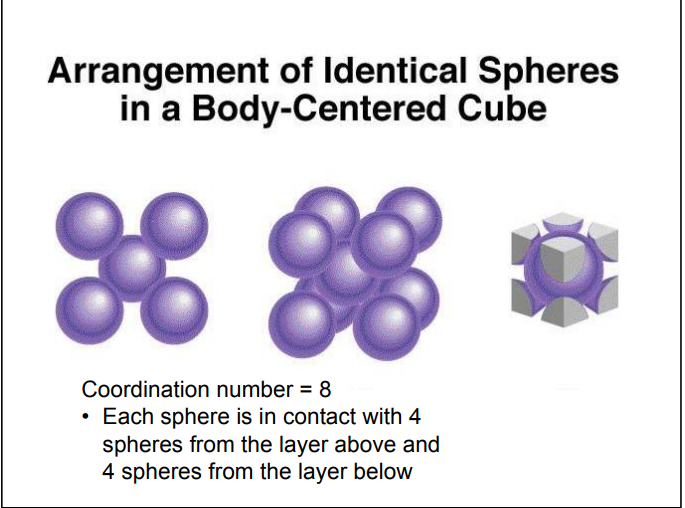 Arrangement of Identical Spheres
in a Body-Centered Cube
Coordination number = 8
• Each sphere is in contact with 4
spheres from the layer above and
4 spheres from the layer below